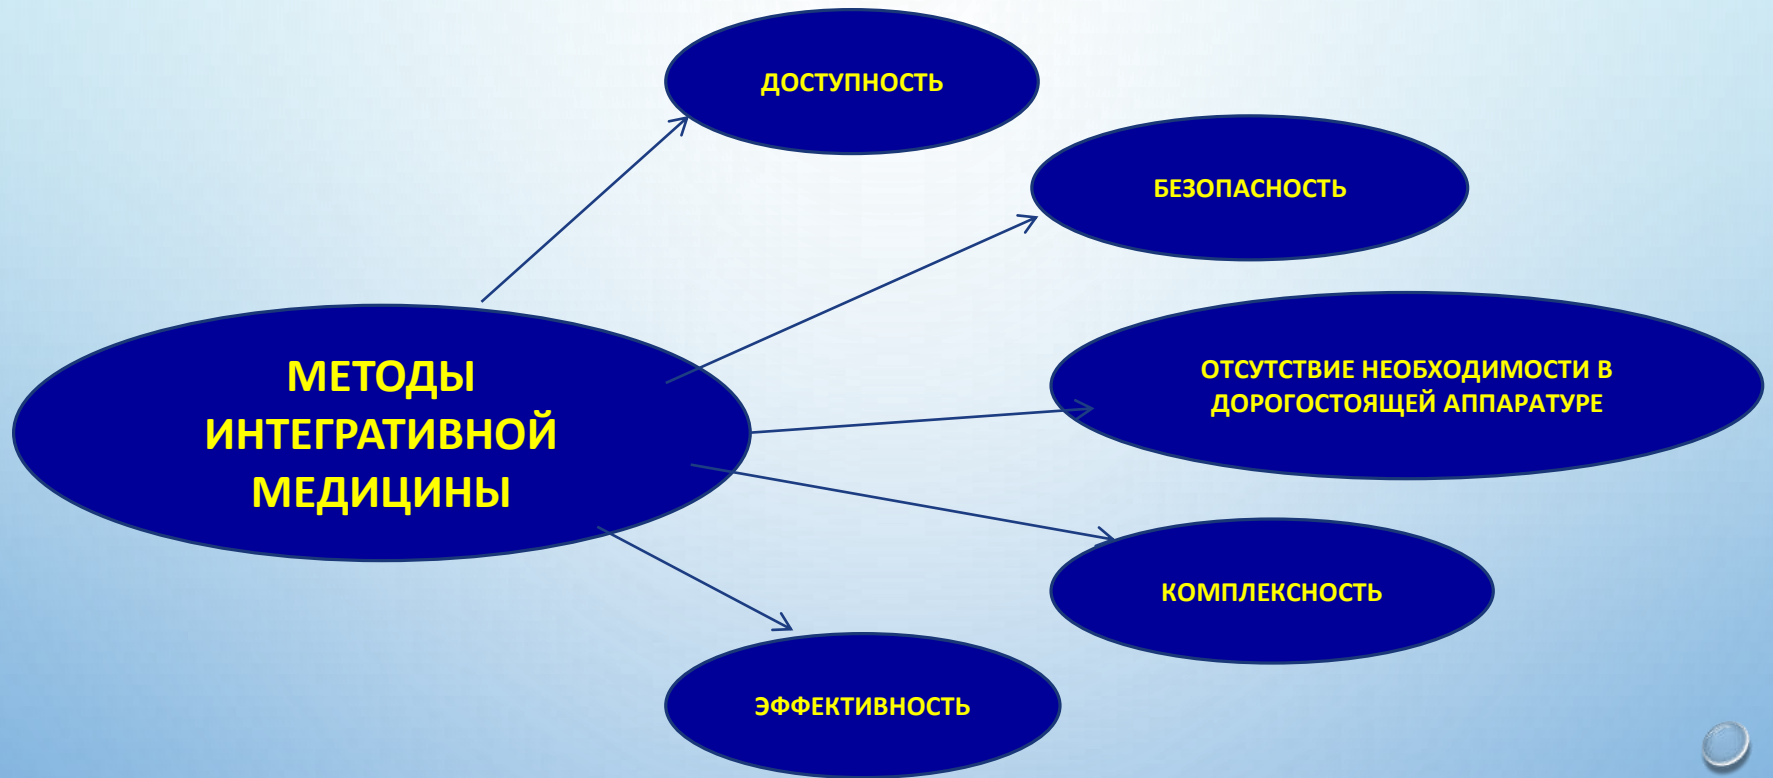 ДОСТУПНОСТЬ
БЕЗОПАСНОСТЬ
МЕТОДЫ
ИНТЕГРАТИВНОЙ
МЕДИЦИНЫ
ОТСУТСТВИЕ НЕОБХОДИМОСТИ В
ДОРОГОСТОЯЩЕЙ АППАРАТУРЕ
КОМПЛЕКСНОСТЬ
ЭФФЕКТИВНОСТЬ